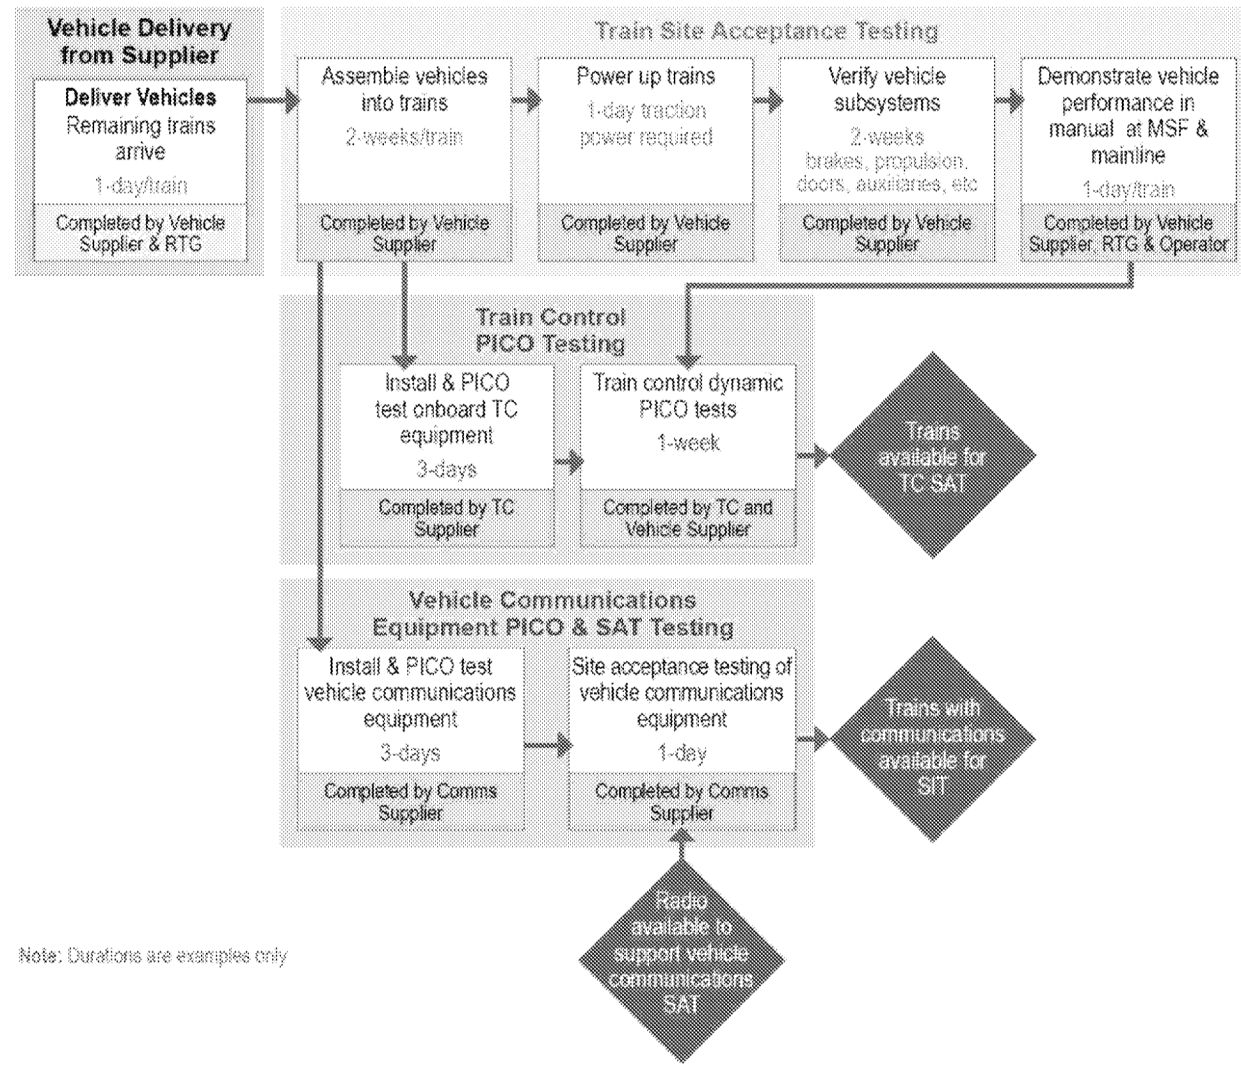 Vehicle Delivery
from Supplier
Deliver Vehicles
Remaining trains
arrive
1-day/train
Completed by Vehicle
Supplier & RTG
Train Site Acceptance Testing
Assemble vehicles
into trains
2-weeks/train
Completed by Vehicle
Supplier
Power up trains
1-day traction
power required
Completed by Vehicle
Supplier
Verify vehicle
subsystems
2-weeks
brakes, propulsion,
doors, auxiliaries, etc
Completed by Vehicle
Supplier
Demonstrate vehicle
performance in
manual at MSF &
mainline
1-day/train
Completed by Vehicle
Supplier, RTG & Operator
Train Control
PICO Testing
Install & PICO
test onboard TC
equipment
3-days
Completed by TC
Supplier
Train control dynamic
PICO tests
1-week
Completed by TC and
Vehicle Supplier
Trains
available for
TC SAT
Vehicle Communications
Equipment PICO & SAT Testing
Install & PICO test
vehicle communications
equipment
3-days
Completed by Comms
Supplier
Site acceptance testing of
vehicle communications
equipment
1-day
Completed by Comms
Supplier
Trains with
communications
available for
SIT
Radio
available to
support vehicle
communications
SAT
Note: Durations are examples only